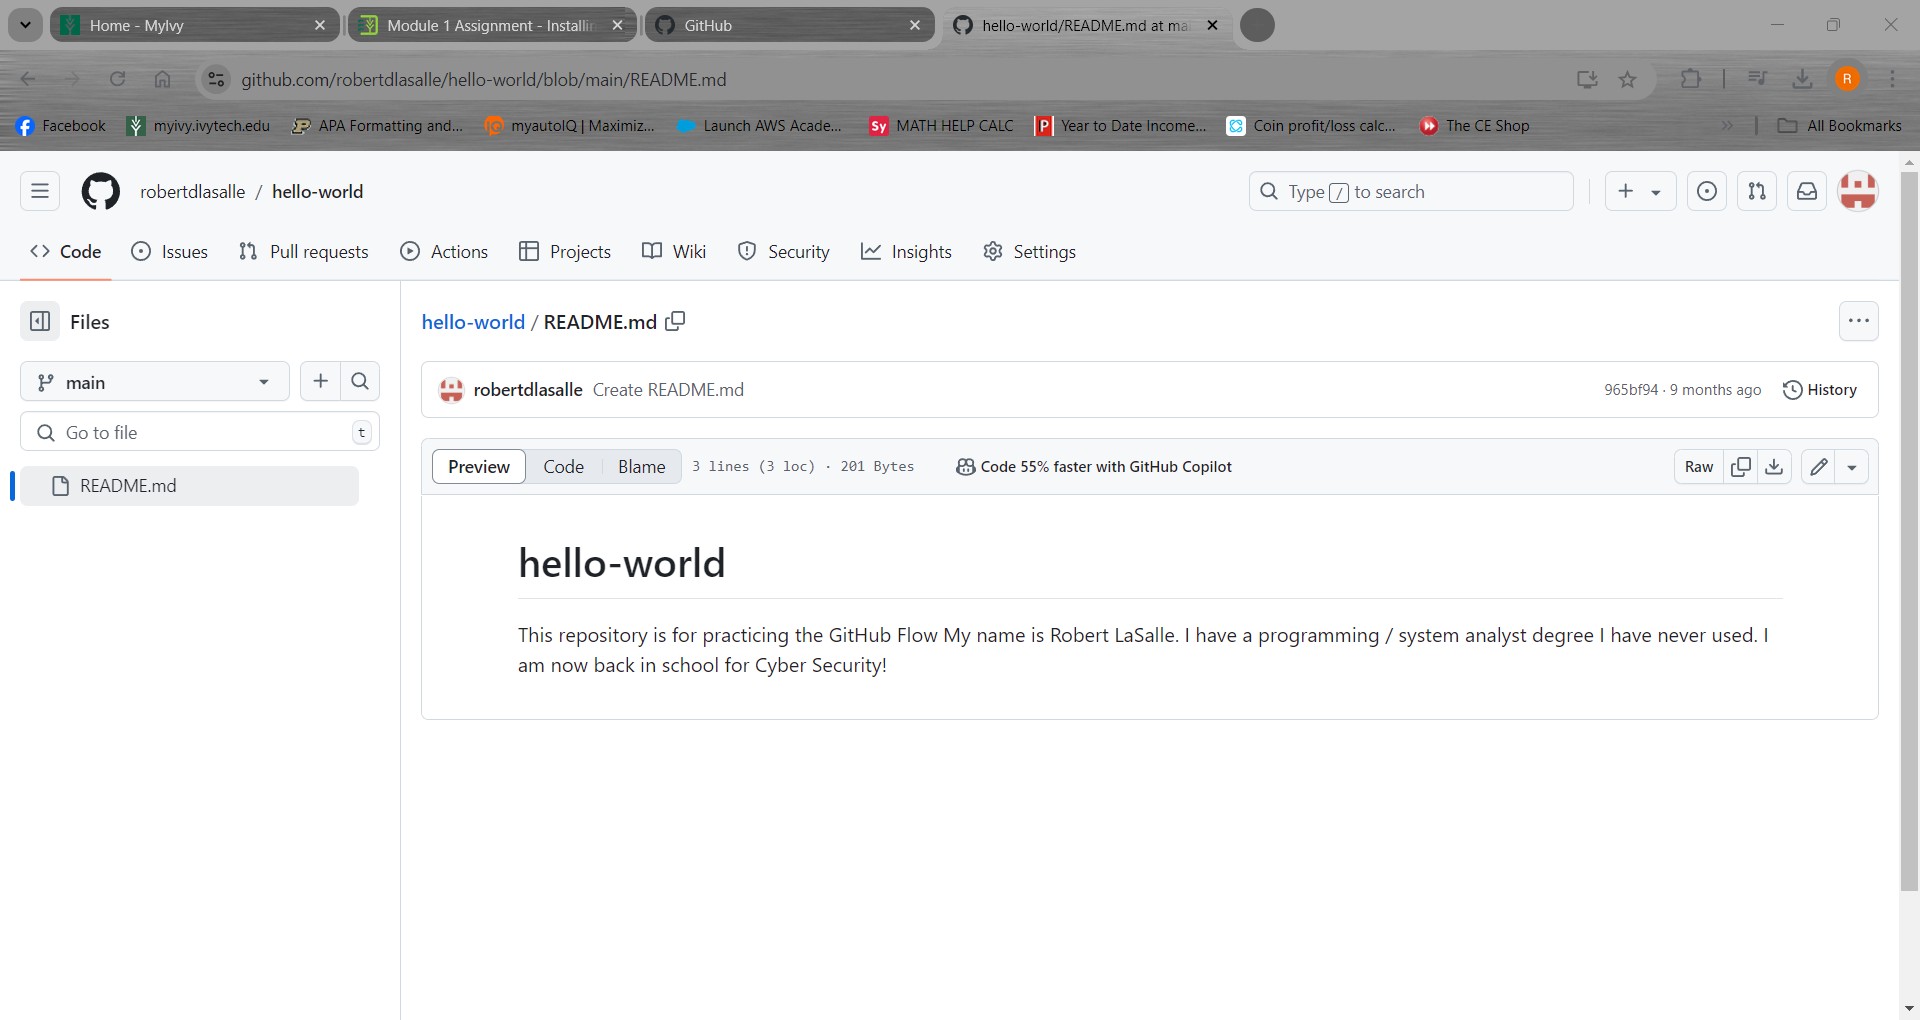 Home - MyIvy
Module 1 Assignment - Installi
GitHub
hello-world/README.md at ma
github.com/robertdlasalle/hello-world/blob/main/README.md
R
Facebook
myivy.ivytech.edu
APA Formatting and...
myautoIQ | Maximiz...
Launch AWS Acade...
Sy MATH HELP CALC
Year to Date Income...
Coin profit/loss calc...
The CE Shop
All Bookmarks
robertdlasalle / hello-world
Type / to search
Code
Issues
Pull requests
Actions
Projects
Wiki
Security
Insights
Settings
Files
main
Go to file
t
README.md
hello-world / README.md
robertdlasalle Create README.md
965bf94 · 9 months ago
History
Preview
Code
Blame
3 lines (3 loc) · 201 Bytes
Code 55% faster with GitHub Copilot
Raw
hello-world
This repository is for practicing the GitHub Flow My name is Robert LaSalle. I have a programming / system analyst degree I have never used. I
am now back in school for Cyber Security!